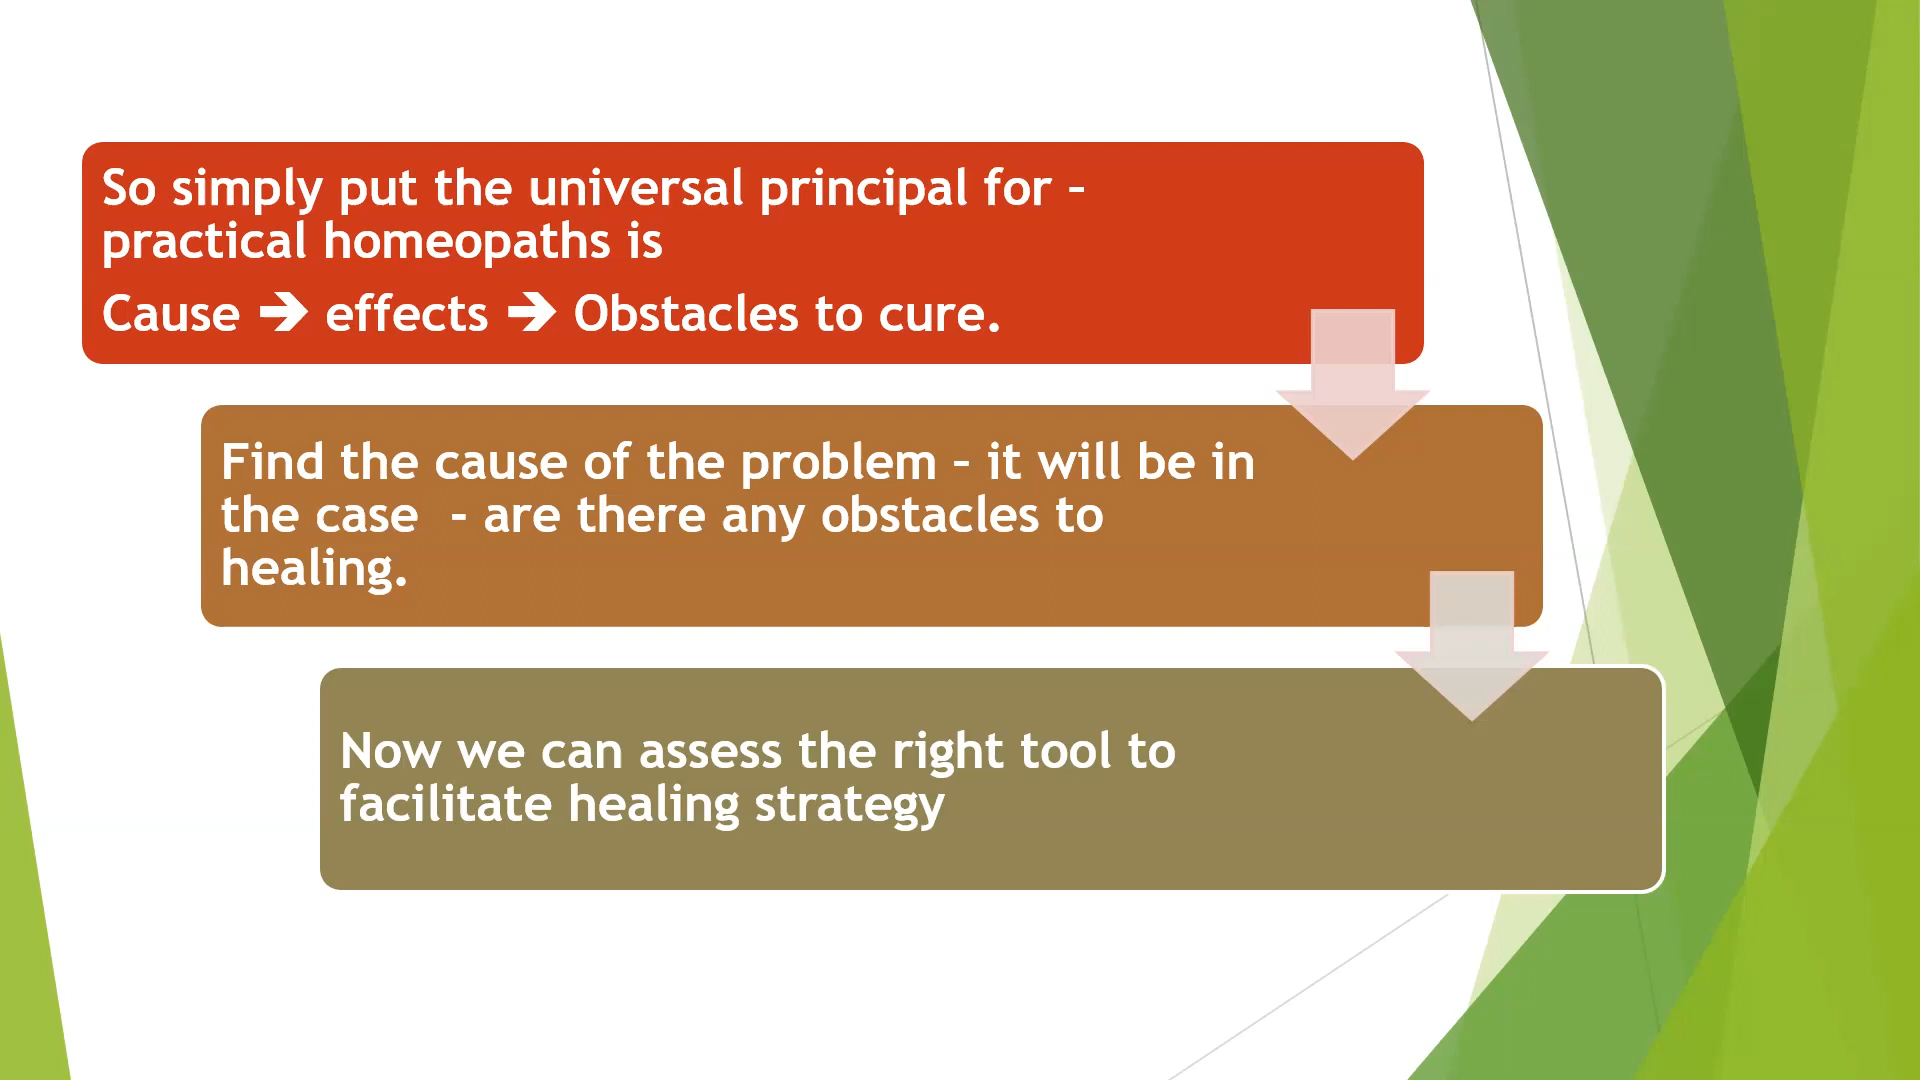 So simply put the universal principal for –
practical homeopaths is
Cause ➔ effects ➔ Obstacles to cure.
Find the cause of the problem – it will be in
the case  - are there any obstacles to
healing.
Now we can assess the right tool to
facilitate healing strategy